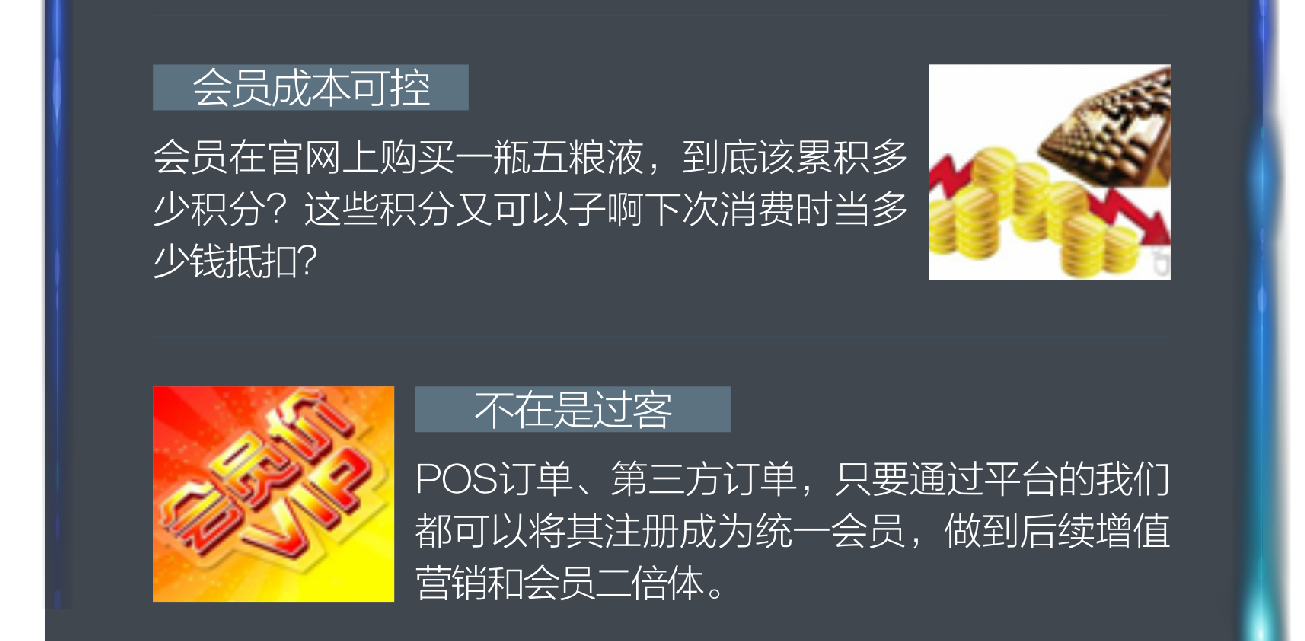 会员成本可控
会员在官网上购买一瓶五粮液，到底该累积多
少积分？这些积分又可以子啊下次消费时当多
少钱抵扣？
会员价
VIP
不在是过客
POS订单、第三方订单，只要通过平台的我们
都可以将其注册成为统一会员，做到后续增值
营销和会员二倍体。